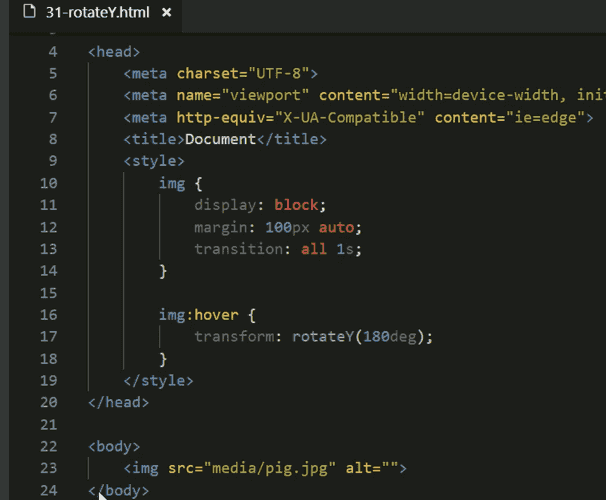 31-rotateY.html ×
4 <head>
5 <meta charset="UTF-8">
6 <meta name="viewport" content="width=device-width,
7 <meta http-equiv="X-UA-Compatible" content="ie=edge">
8 <title>Document</title>
9 <style>
10 img {
11 display: block;
12 margin: 100px auto;
13 transition: all 1s;
14 }
15
16 img:hover {
17 transform: rotateY(180deg);
18 }
19 </style>
20 </head>
21
22 <body>
23 <img src="media/pig.jpg" alt="">
24 </body>